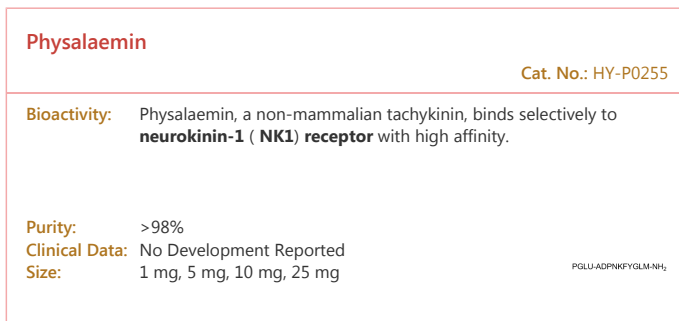 Physalaemin
Cat. No.: HY-P0255
Bioactivity: Physalaemin, a non-mammalian tachykinin, binds selectively to
neurokinin-1 ( NK1) receptor with high affinity.
Purity: >98%
Clinical Data: No Development Reported
Size: 1 mg, 5 mg, 10 mg, 25 mg
PGLU-ADPNKFYGLM-NH₂